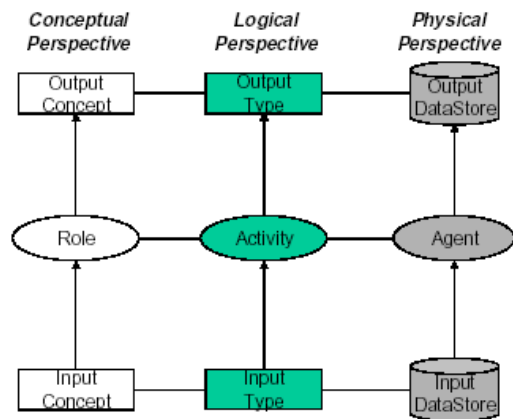 Conceptual Perspective
Logical Perspective
Physical Perspective
Output Concept
Output Type
Output DataStore
Role
Activity
Agent
Input Concept
Input Type
Input DataStore